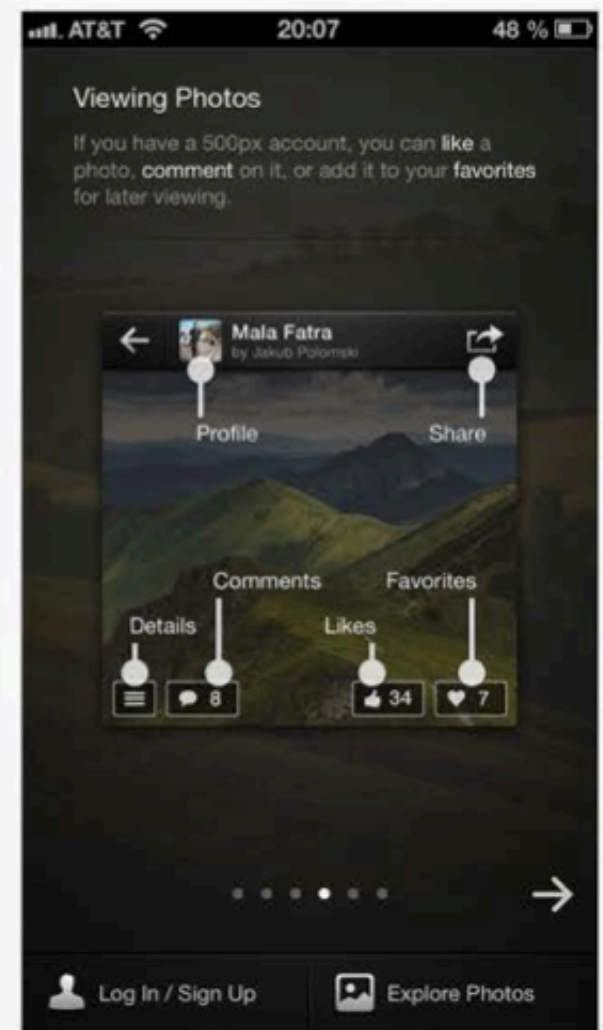 AT&T 20:07 48 %
Viewing Photos
If you have a 500px account, you can like a
photo, comment on it, or add it to your favorites
for later viewing.
Mala Fatra
by Jakub Polomski
Profile
Share
Comments
Favorites
Details
Likes
8
34
7
Log In / Sign Up
Explore Photos